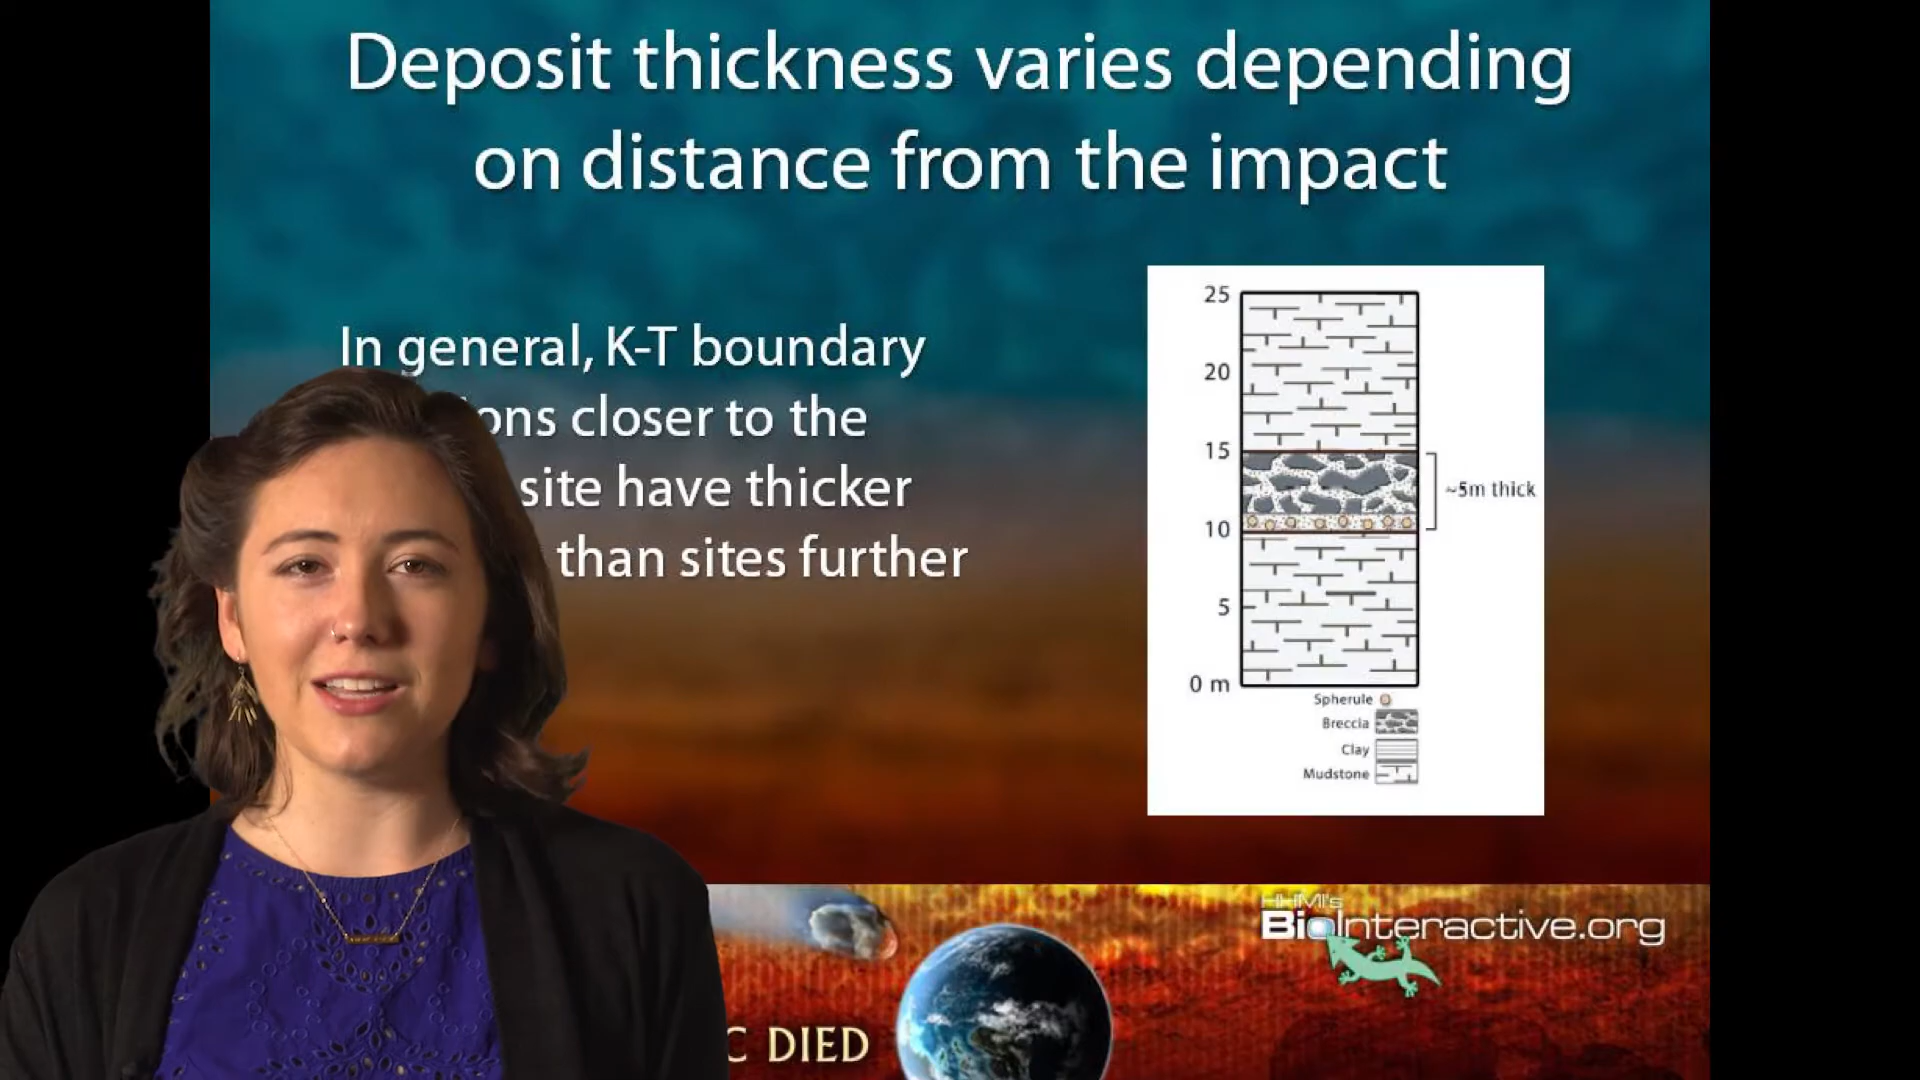 Deposit thickness varies depending
on distance from the impact
In general, K-T boundary
ons closer to the
site have thicker
than sites further
25
20
15
10
5
0 m
~5m thick
Spherule
Breccia
Clay
Mudstone
HHMI's
BioInteractive.org
C DIED